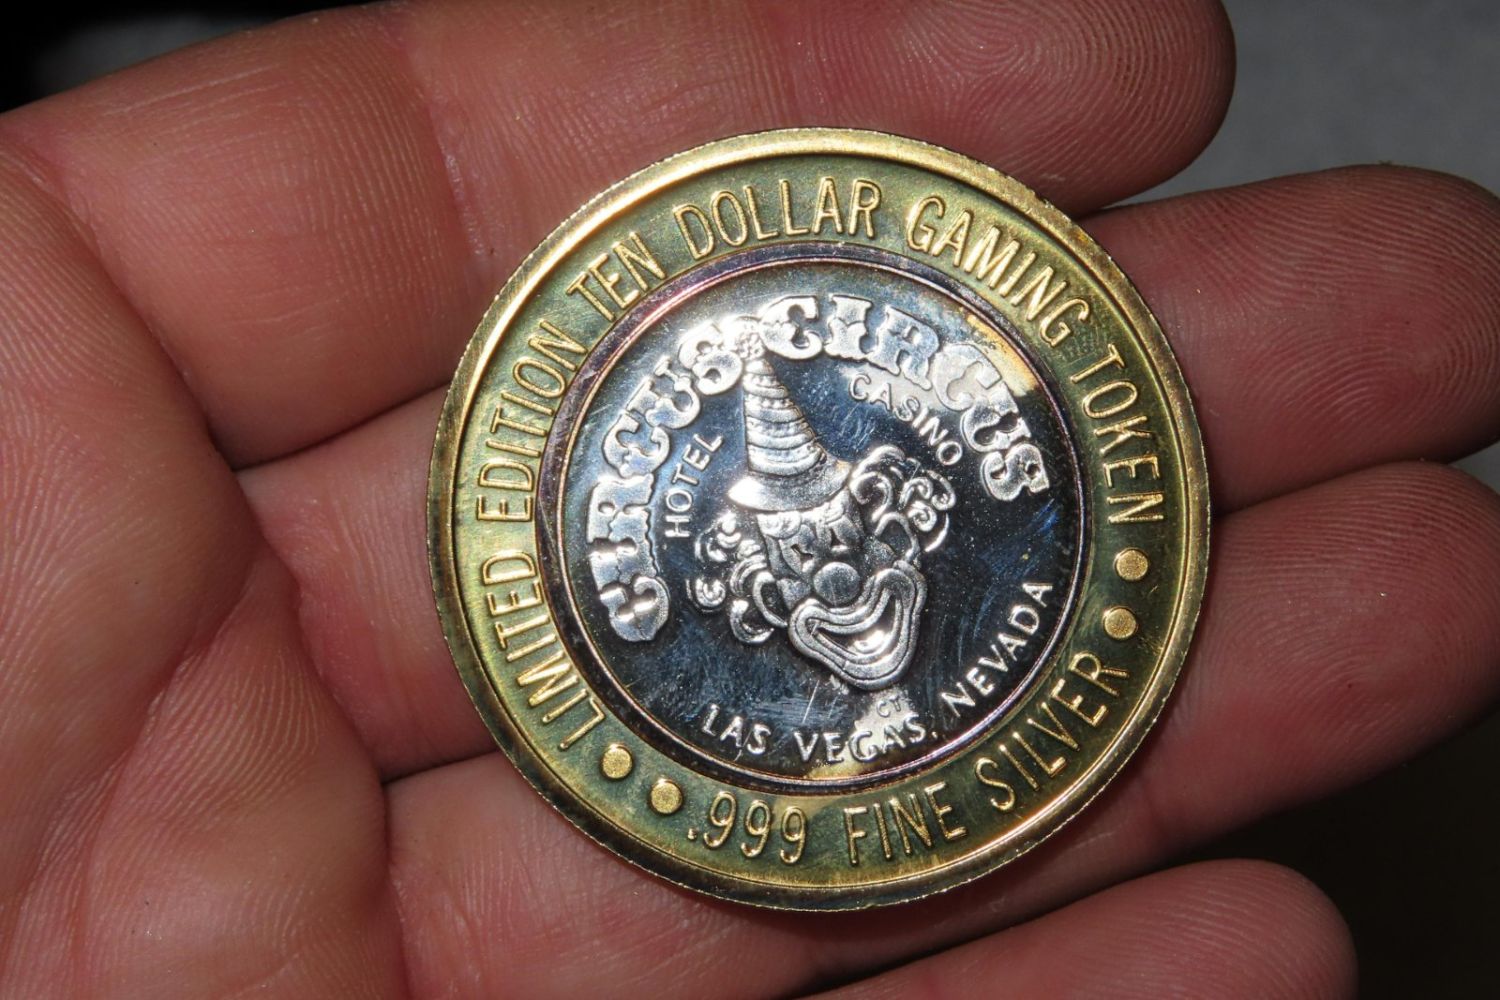 LIMITED EDITION TEN DOLLAR GAMING TOKEN
.999 FINE SILVER
CIRCUS CIRCUS
HOTEL
CASINO
CT
LAS VEGAS, NEVADA